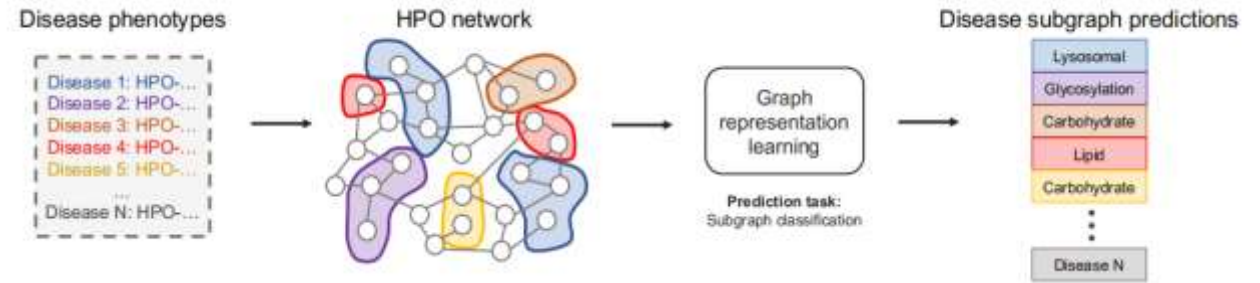 Disease phenotypes
HPO network
Disease subgraph predictions
Disease 1: HPO-...
Disease 2: HPO-...
Disease 3: HPO-...
Disease 4: HPO-...
Disease 5: HPO-...
...
Disease N: HPO-...
Graph
representation
learning
Prediction task:
Subgraph classification
Lysosomal
Glycosylation
Carbohydrate
Lipid
Carbohydrate
Disease N